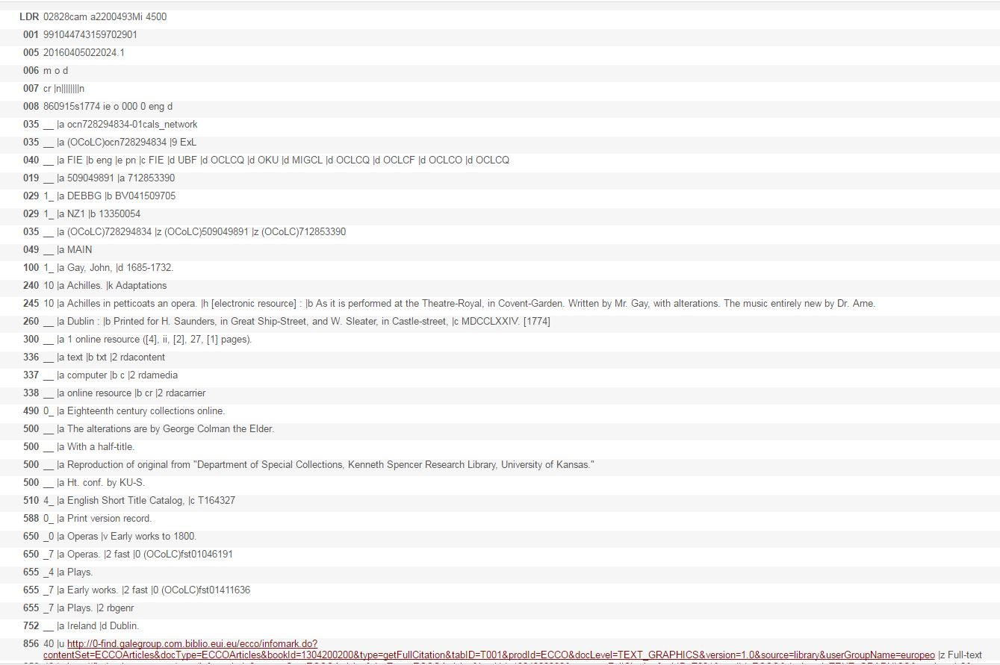 LDR 02828cam a2200493Mi 4500
001 991044743159702901
005 20160405022024.1
006 m o d
007 cr |n||||||||n
008 860915s1774 ie o 000 0 eng d
035 __ |a ocn728294834-01cals_network
035 __ |a (OCoLC)ocn728294834 |9 ExL
040 __ |a FIE |b eng |e pn |c FIE |d UBF |d OCLCQ |d OKU |d MIGCL |d OCLCQ |d OCLCF |d OCLCO |d OCLCQ
019 __ |a 509049891 |a 712853390
029 1_ |a DEBBG |b BV041509705
029 1_ |a NZ1 |b 13350054
035 __ |a (OCoLC)728294834 |z (OCoLC)509049891 |z (OCoLC)712853390
049 __ |a MAIN
100 1_ |a Gay, John, |d 1685-1732.
240 10 |a Achilles. |k Adaptations
245 10 |a Achilles in petticoats an opera. |h [electronic resource] : |b As it is performed at the Theatre-Royal, in Covent-Garden. Written by Mr. Gay, with alterations. The music entirely new by Dr. Arne.
260 __ |a Dublin : |b Printed for H. Saunders, in Great Ship-Street, and W. Sleater, in Castle-street, |c MDCCLXXIV. [1774]
300 __ |a 1 online resource ([4], ii, [2], 27, [1] pages).
336 __ |a text |b txt |2 rdacontent
337 __ |a computer |b c |2 rdamedia
338 __ |a online resource |b cr |2 rdacarrier
490 0_ |a Eighteenth century collections online.
500 __ |a The alterations are by George Colman the Elder.
500 __ |a With a half-title.
500 __ |a Reproduction of original from "Department of Special Collections, Kenneth Spencer Research Library, University of Kansas."
500 __ |a Ht. conf. by KU-S.
510 4_ |a English Short Title Catalog, |c T164327
588 0_ |a Print version record.
650 _0 |a Operas |v Early works to 1800.
650 _7 |a Operas. |2 fast |0 (OCoLC)fst01046191
655 _4 |a Plays.
655 _7 |a Early works. |2 fast |0 (OCoLC)fst01411636
655 _7 |a Plays. |2 rbgenr
752 __ |a Ireland |d Dublin.
856 40 |u http://0-find.galegroup.com.biblio.eui.eu/ecco/infomark.do?
contentSet=ECCOArticles&docType=ECCOArticles&bookId=1304200200&type=getFullCitation&tabID=T001&prodId=ECCO&docLevel=TEXT_GRAPHICS&version=1.0&source=library&userGroupName=europeo |z Full-text